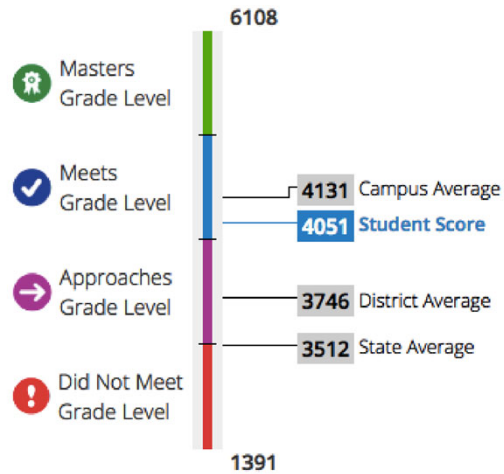 6108
Masters
Grade Level
Meets
Grade Level
4131 Campus Average
4051 Student Score
Approaches
Grade Level
3746 District Average
3512 State Average
Did Not Meet
Grade Level
1391